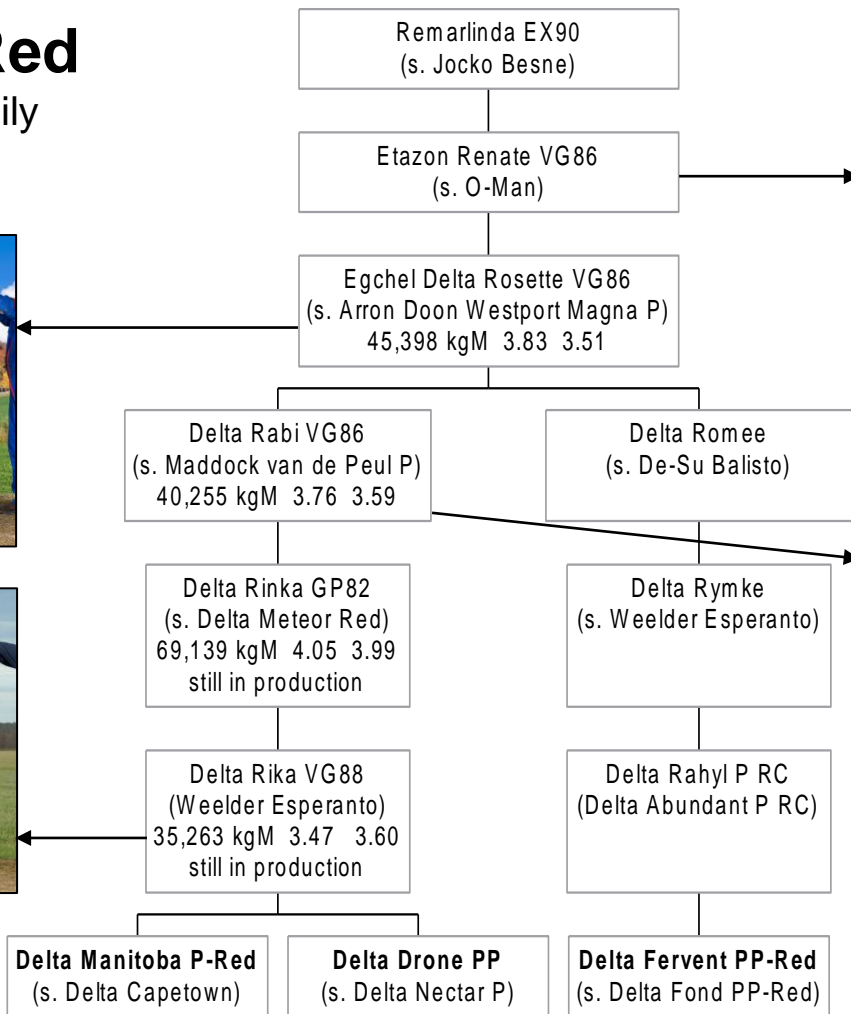 Red
ily
Remarlinda EX90
(s. Jocko Besne)
Etazon Renate VG86
(s. O-Man)
Egchel Delta Rosette VG86
(s. Arron Doon Westport Magna P)
45,398 kgM 3.83 3.51
Delta Rabi VG86
(s. Maddock van de Peul P)
40,255 kgM 3.76 3.59
Delta Romee
(s. De-Su Balisto)
Delta Rinka GP82
(s. Delta Meteor Red)
69,139 kgM 4.05 3.99
still in production
Delta Rymke
(s. Weelder Esperanto)
Delta Rika VG88
(Weelder Esperanto)
35,263 kgM 3.47 3.60
still in production
Delta Rahyl P RC
(Delta Abundant P RC)
Delta Manitoba P-Red
(s. Delta Capetown)
Delta Drone PP
(s. Delta Nectar P)
Delta Fervent PP-Red
(s. Delta Fond PP-Red)